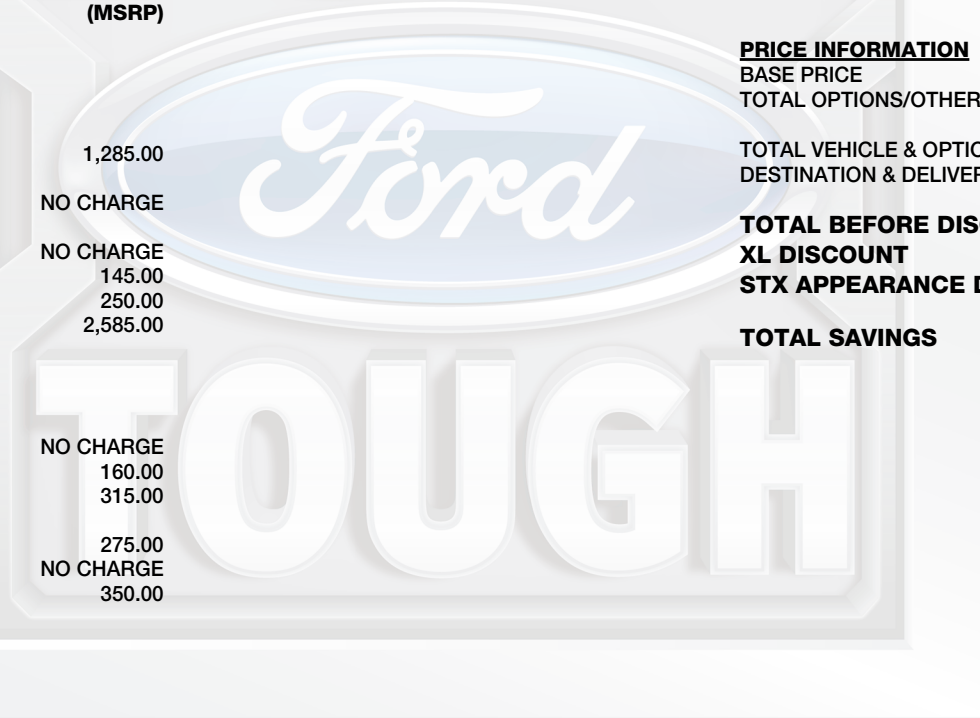 (MSRP)
1,285.00
NO CHARGE
NO CHARGE
145.00
250.00
2,585.00
NO CHARGE
160.00
315.00
275.00
NO CHARGE
350.00
PRICE INFORMATION
BASE PRICE
TOTAL OPTIONS/OTHER
TOTAL VEHICLE & OPTIO
DESTINATION & DELIVER
TOTAL BEFORE DIS
XL DISCOUNT
STX APPEARANCE D
TOTAL SAVINGS
Ford
TOUGH